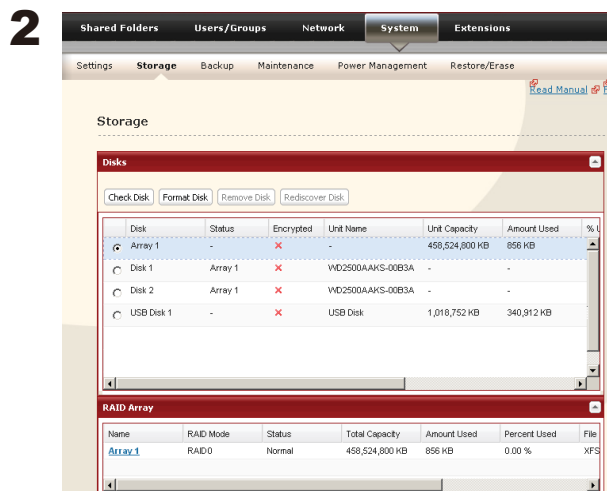 2
Shared Folders Users/Groups Network System Extensions
Settings Storage Backup Maintenance Power Management Restore/Erase
Read Manual
Storage
Disks
Check Disk Format Disk Remove Disk Rediscover Disk
Disk Status Encrypted Unit Name Unit Capacity Amount Used %
Array 1 - - 458,524,800 KB 856 KB
Disk 1 Array 1 WD2500AAKS-00B3A - -
Disk 2 Array 1 WD2500AAKS-00B3A - -
USB Disk 1 - USB Disk 1,018,752 KB 340,912 KB
RAID Array
Name RAID Mode Status Total Capacity Amount Used Percent Used File
Array 1 RAID0 Normal 458,524,800 KB 856 KB 0.00 % XFS